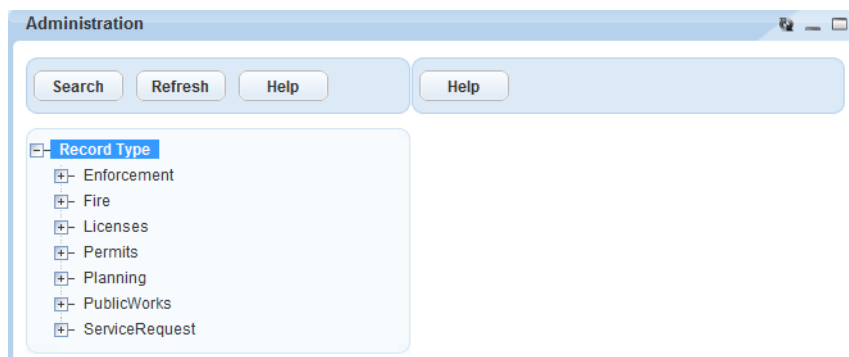 Administration
Search Refresh Help Help
Record Type
Enforcement
Fire
Licenses
Permits
Planning
PublicWorks
ServiceRequest